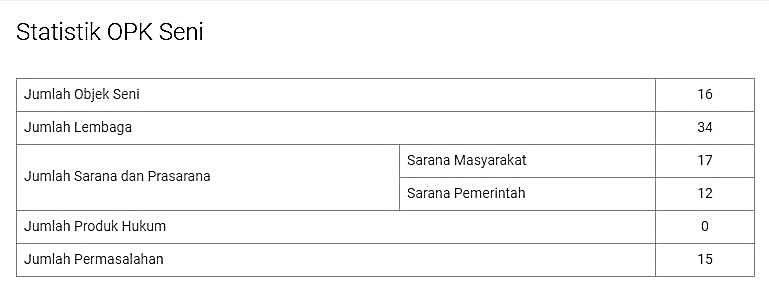 Statistik OPK Seni
Jumlah Objek Seni 16
Jumlah Lembaga 34
Jumlah Sarana dan Prasarana Sarana Masyarakat 17
Sarana Pemerintah 12
Jumlah Produk Hukum 0
Jumlah Permasalahan 15